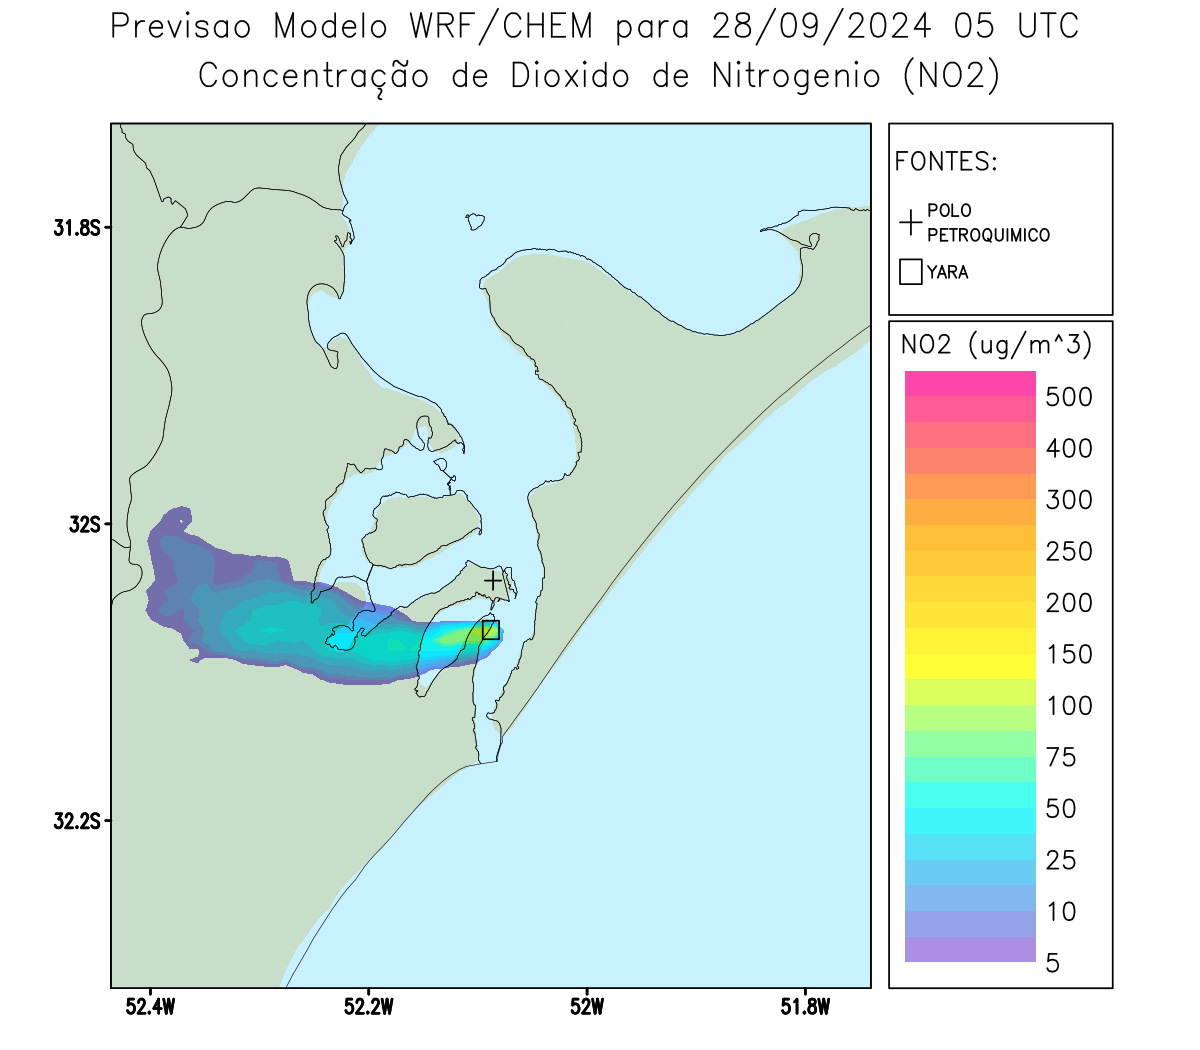 Previsao Modelo WRF/CHEM para 28/09/2024 05 UTC
Concentração de Dioxido de Nitrogenio (NO2)
FONTES:
POLO
PETROQUIMICO
YARA
NO2 (ug/m^3)
500
400
300
250
200
150
100
75
50
25
10
5
31.8S
32S
32.2S
52.4W
52.2W
52W
51.8W